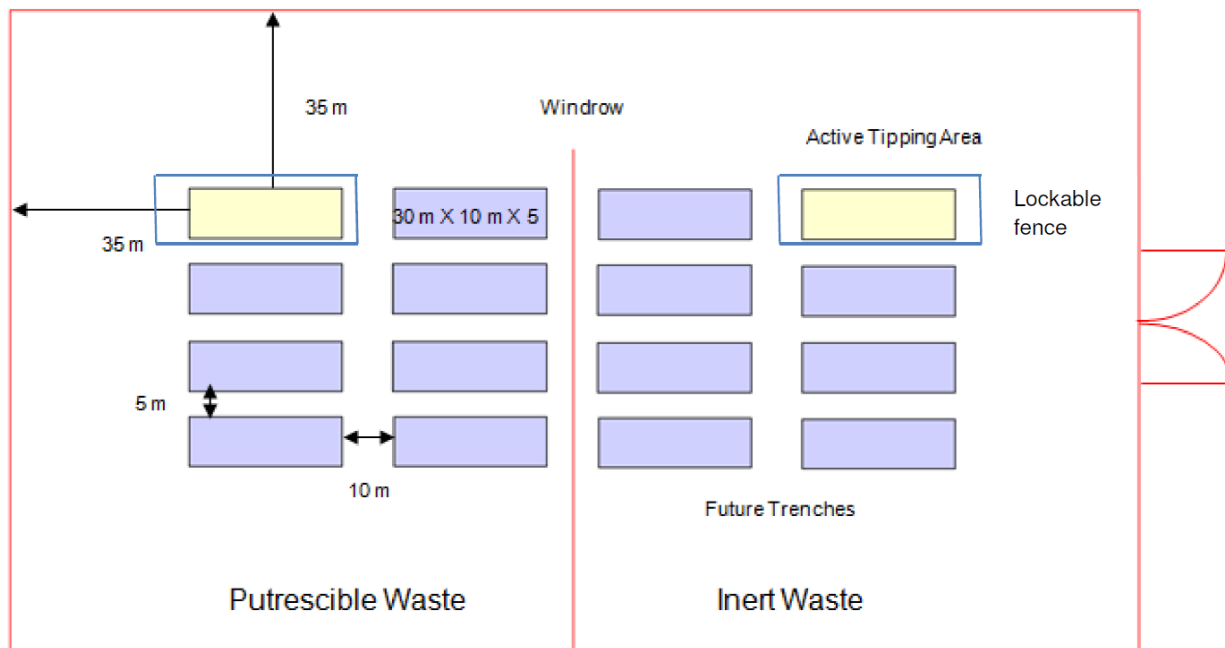 35 m
Windrow
Active Tipping Area
30 m X 10 m X 5
Lockable
fence
35 m
5 m
10 m
Future Trenches
Putrescible Waste
Inert Waste